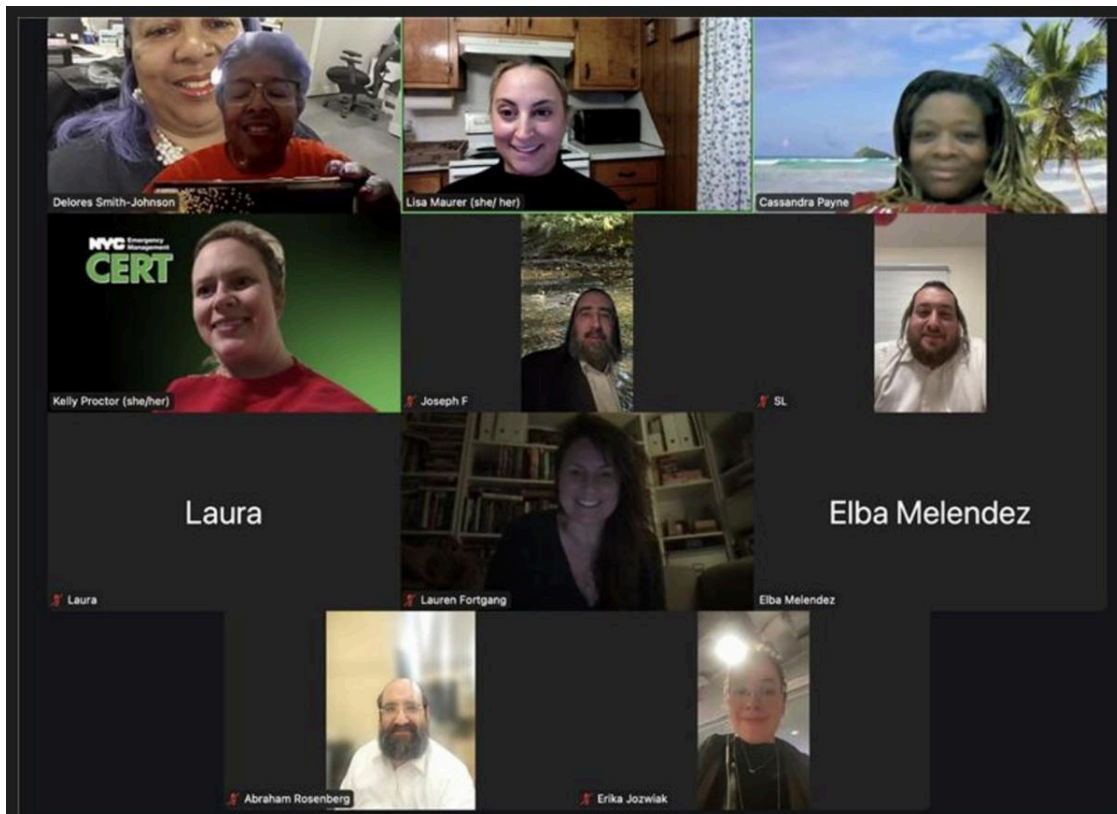 Delores Smith-Johnson
Lisa Maurer (she/ her)
Cassandra Payne
NYC Emergency
Management
CERT
Kelly Proctor (she/her)
Joseph F
SL
Laura
Laura
Lauren Fortgang
Elba Melendez
Elba Melendez
Abraham Rosenberg
Erika Jozwiak